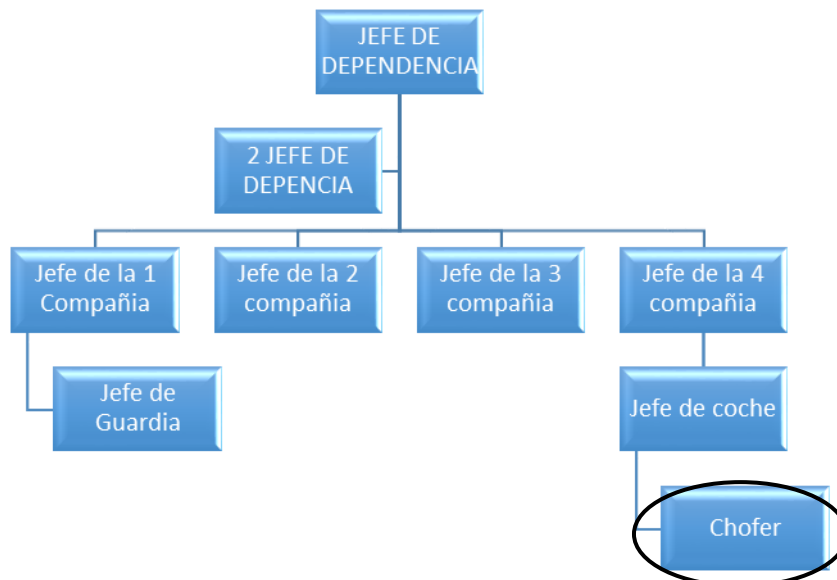 JEFE DE
DEPENDENCIA
2 JEFE DE
DEPENCIA
Jefe de la 1
Compañia
Jefe de la 2
compañia
Jefe de la 3
compañia
Jefe de la 4
compañia
Jefe de
Guardia
Jefe de coche
Chofer